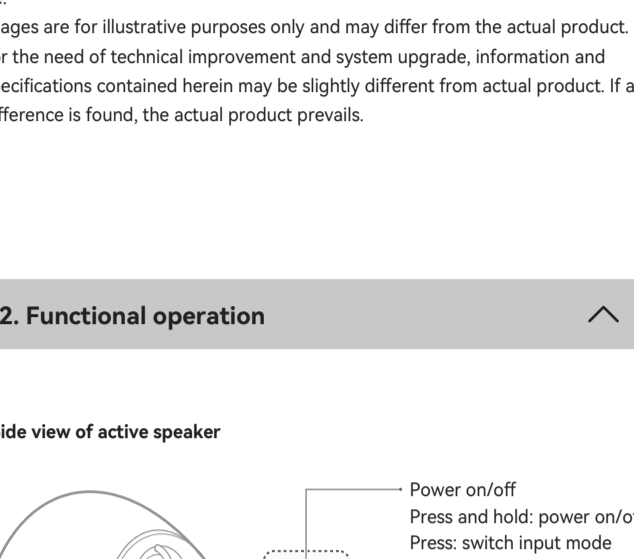 ages are for illustrative purposes only and may differ from the actual product.
r the need of technical improvement and system upgrade, information and
ecifications contained herein may be slightly different from actual product. If a
fference is found, the actual product prevails.
2. Functional operation
ide view of active speaker
Power on/off
Press and hold: power on/o
Press: switch input mode